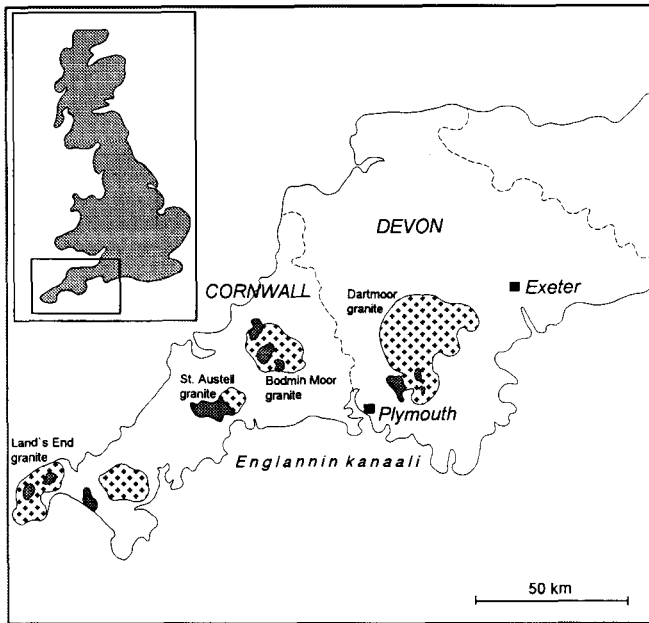 DEVON
CORNWALL
Exeter
Dartmoor
granite
St. Austell
granite
Bodmin Moor
granite
Plymouth
Land`s End
granite
Englannin kanaali
50 km